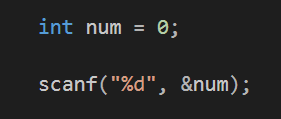 int num = 0;
scanf("%d", &num);